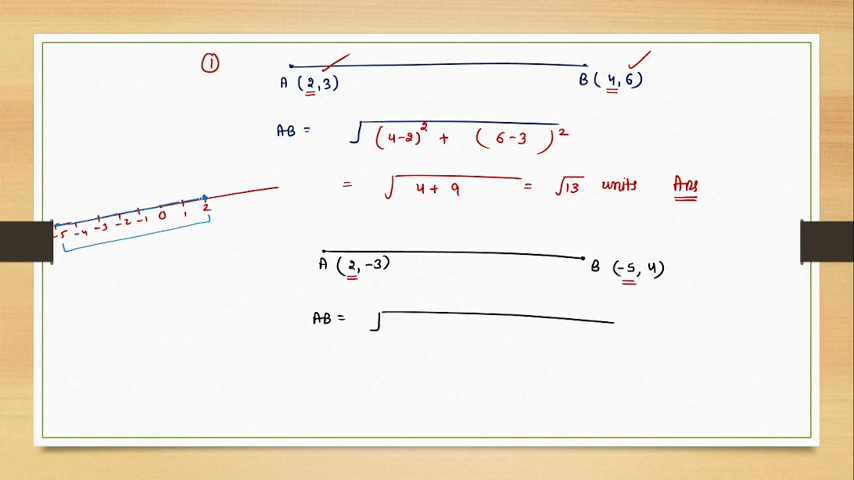 ①
A (2,3) B (4,6)
AB = √(4-2)² + (6-3)²
= √4+9 = √13 units Ans
-5 -4 -3 -2 -1 0 1 2
A (2,-3) B (-5, 4)
AB = √